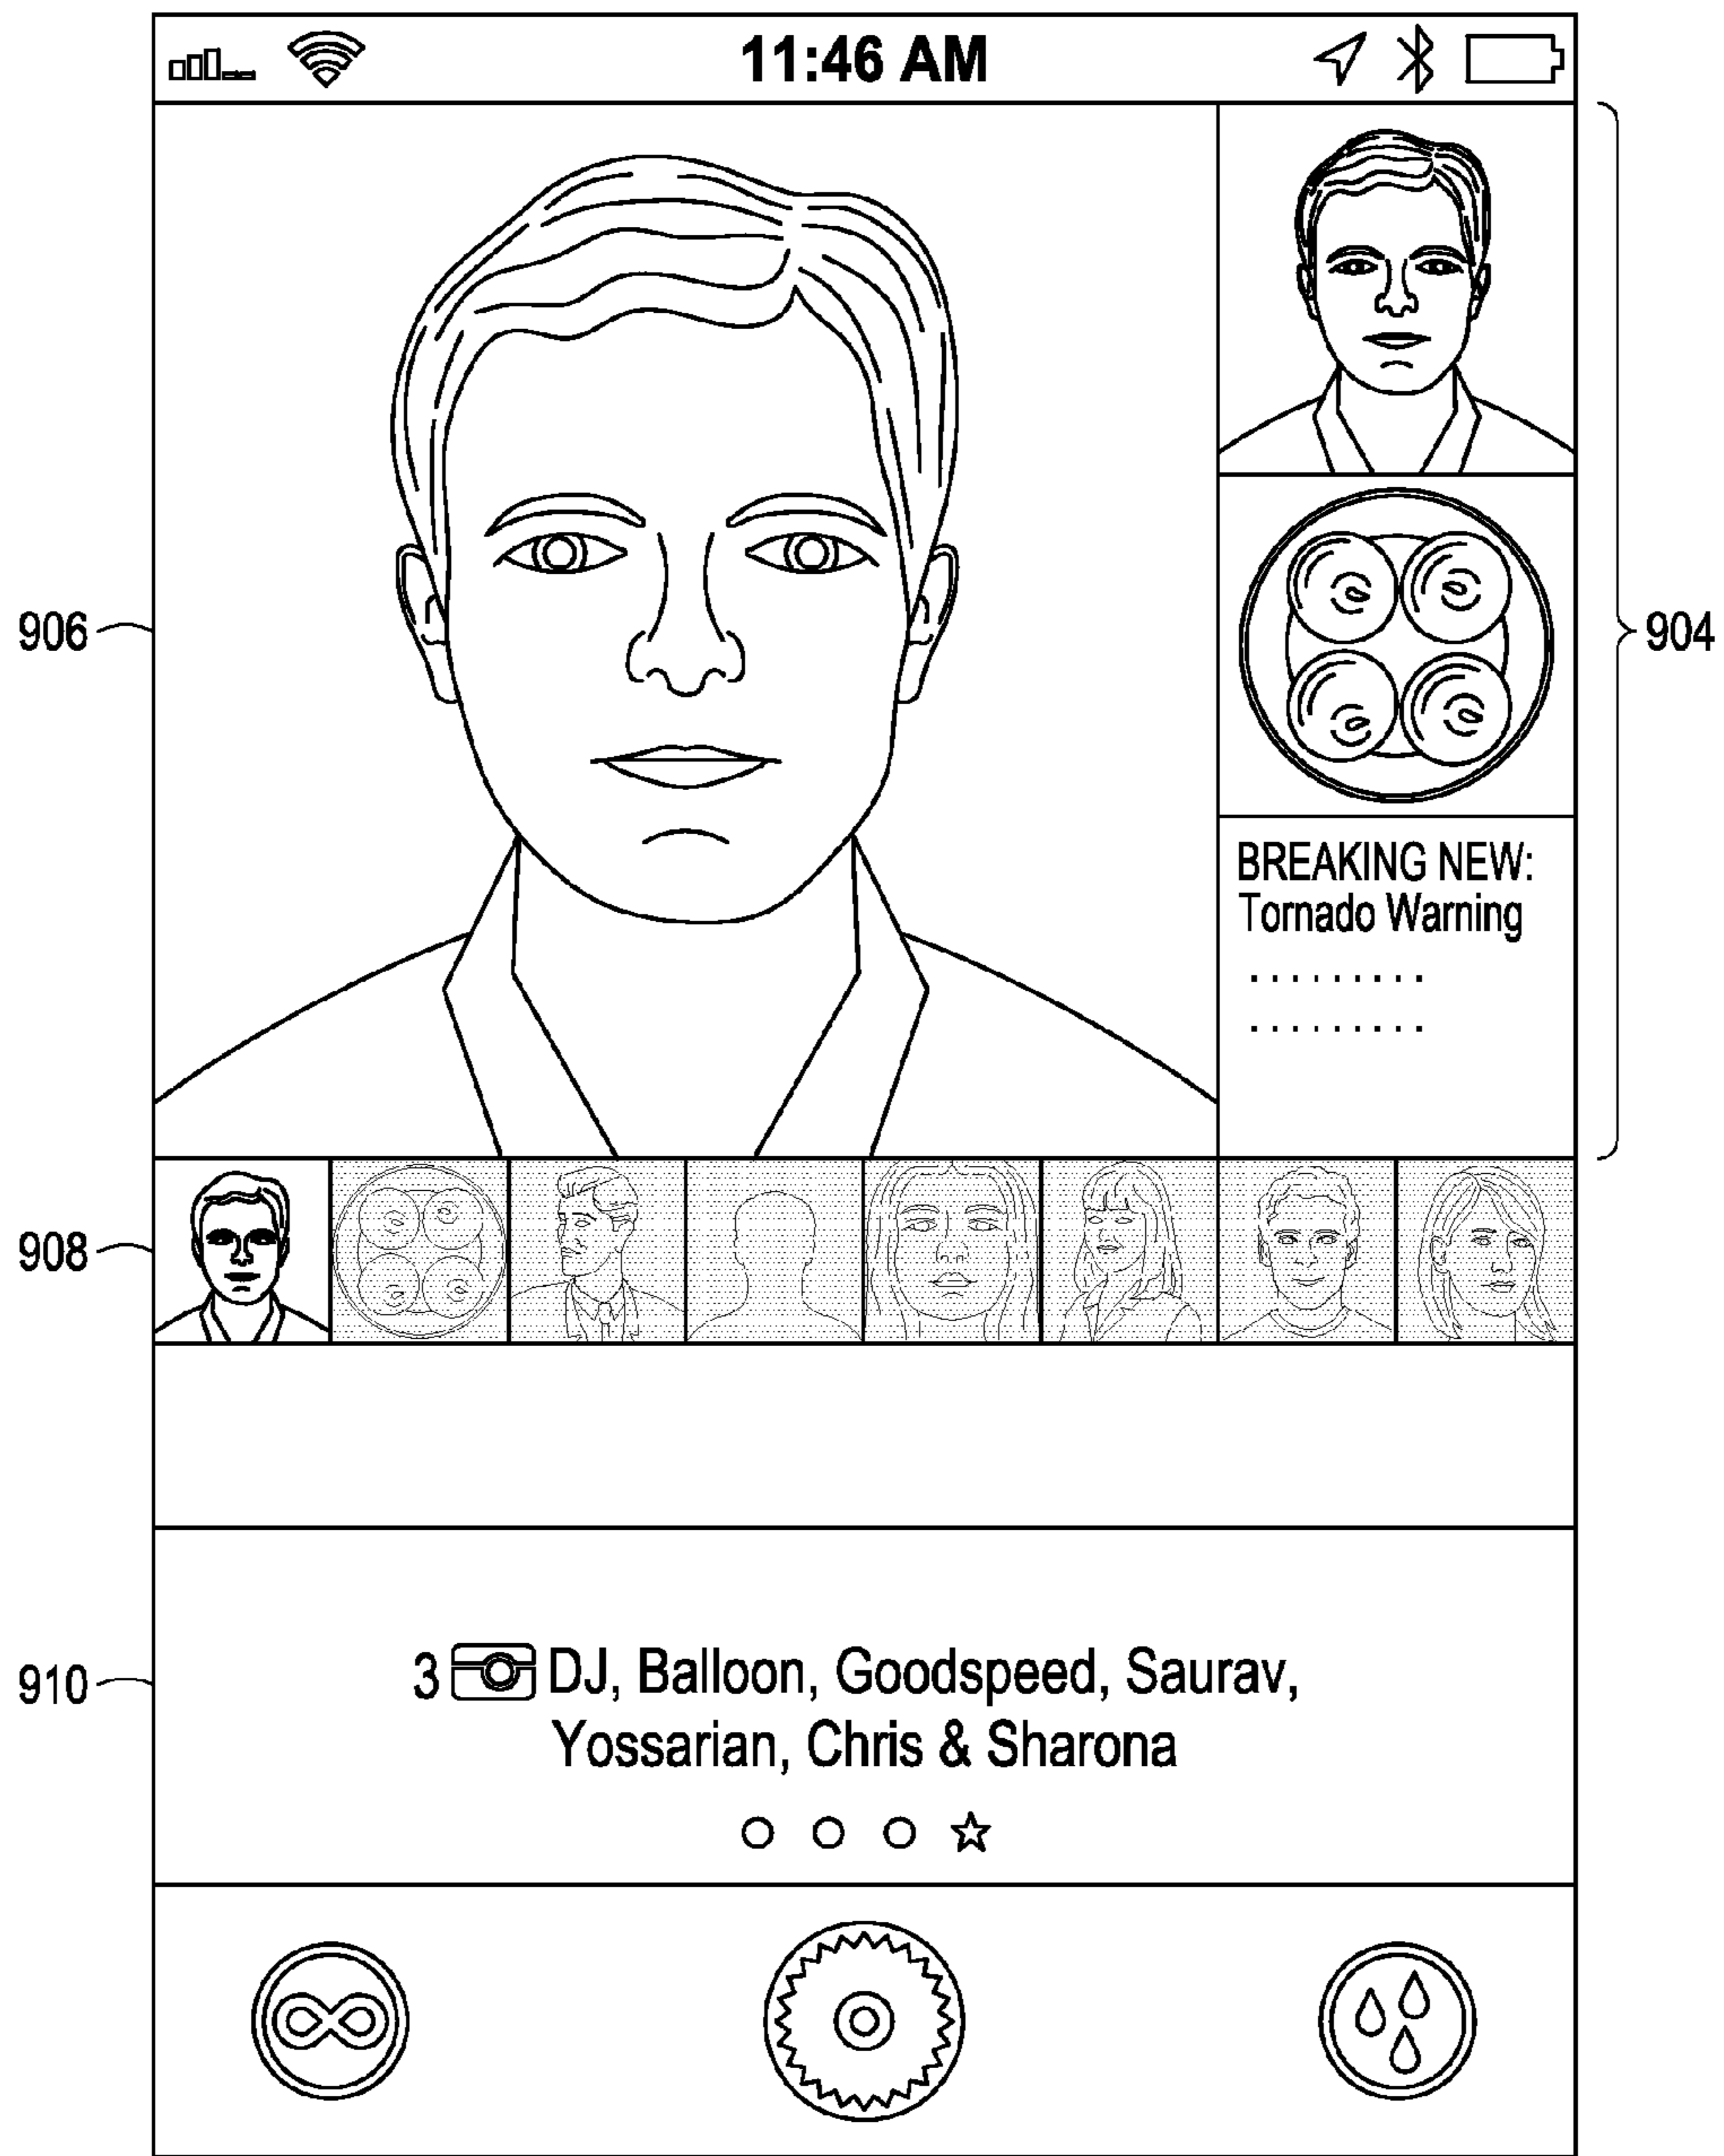 11:46 AM
906
904
BREAKING NEW:
Tornado Warning
908
910
3 DJ, Balloon, Goodspeed, Saurav,
Yossarian, Chris & Sharona